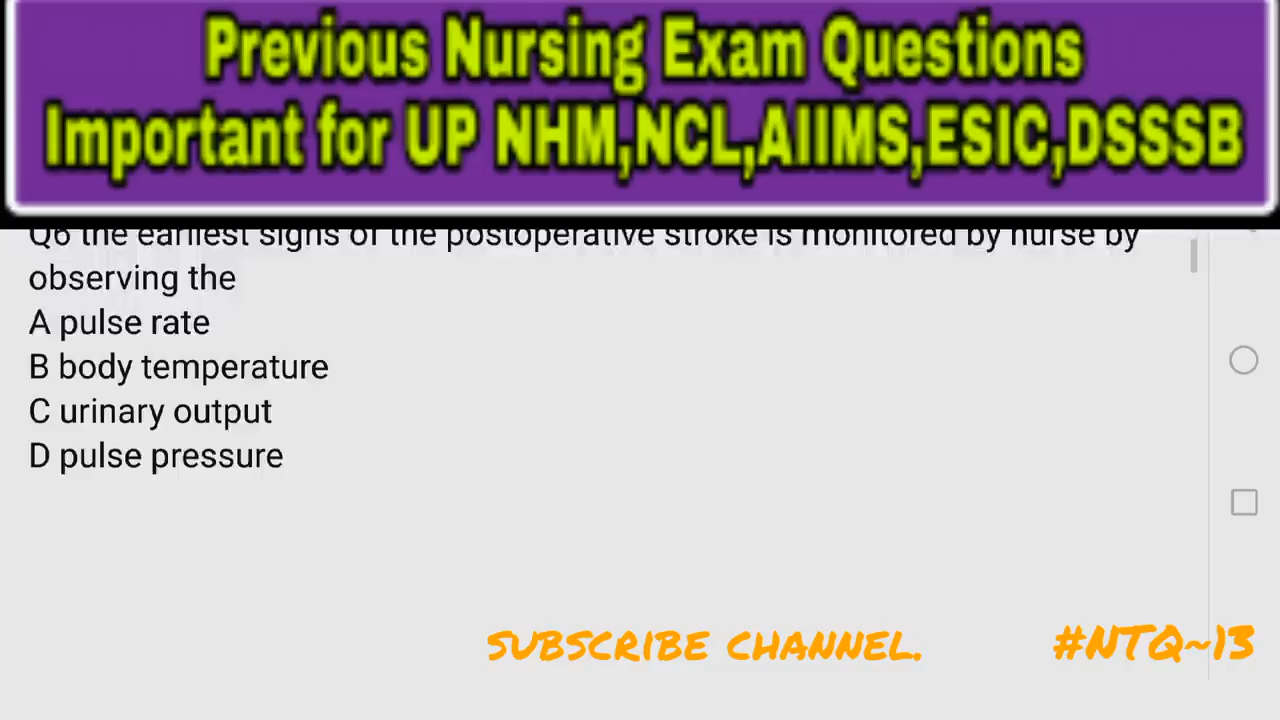 Previous Nursing Exam Questions
Important for UP NHM,NCL,AIIMS,ESIC,DSSSB
Q6 the earliest signs of the postoperative stroke is monitored by nurse by
observing the
A pulse rate
B body temperature
C urinary output
D pulse pressure
SUBSCRIBE CHANNEL. #NTQ~13